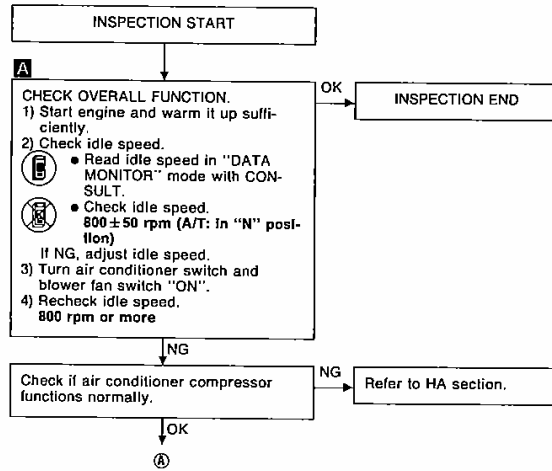 INSPECTION START
A
CHECK OVERALL FUNCTION.
1) Start engine and warm it up suffi-
ciently.
2) Check idle speed.
● Read idle speed in "DATA
MONITOR" mode with CON-
SULT.
● Check idle speed.
800±50 rpm (A/T: in "N" posi-
tion)
If NG, adjust idle speed.
3) Turn air conditioner switch and
blower fan switch "ON".
4) Recheck idle speed.
800 rpm or more
OK
INSPECTION END
NG
Check if air conditioner compressor
functions normally.
NG
Refer to HA section.
OK
Ⓐ